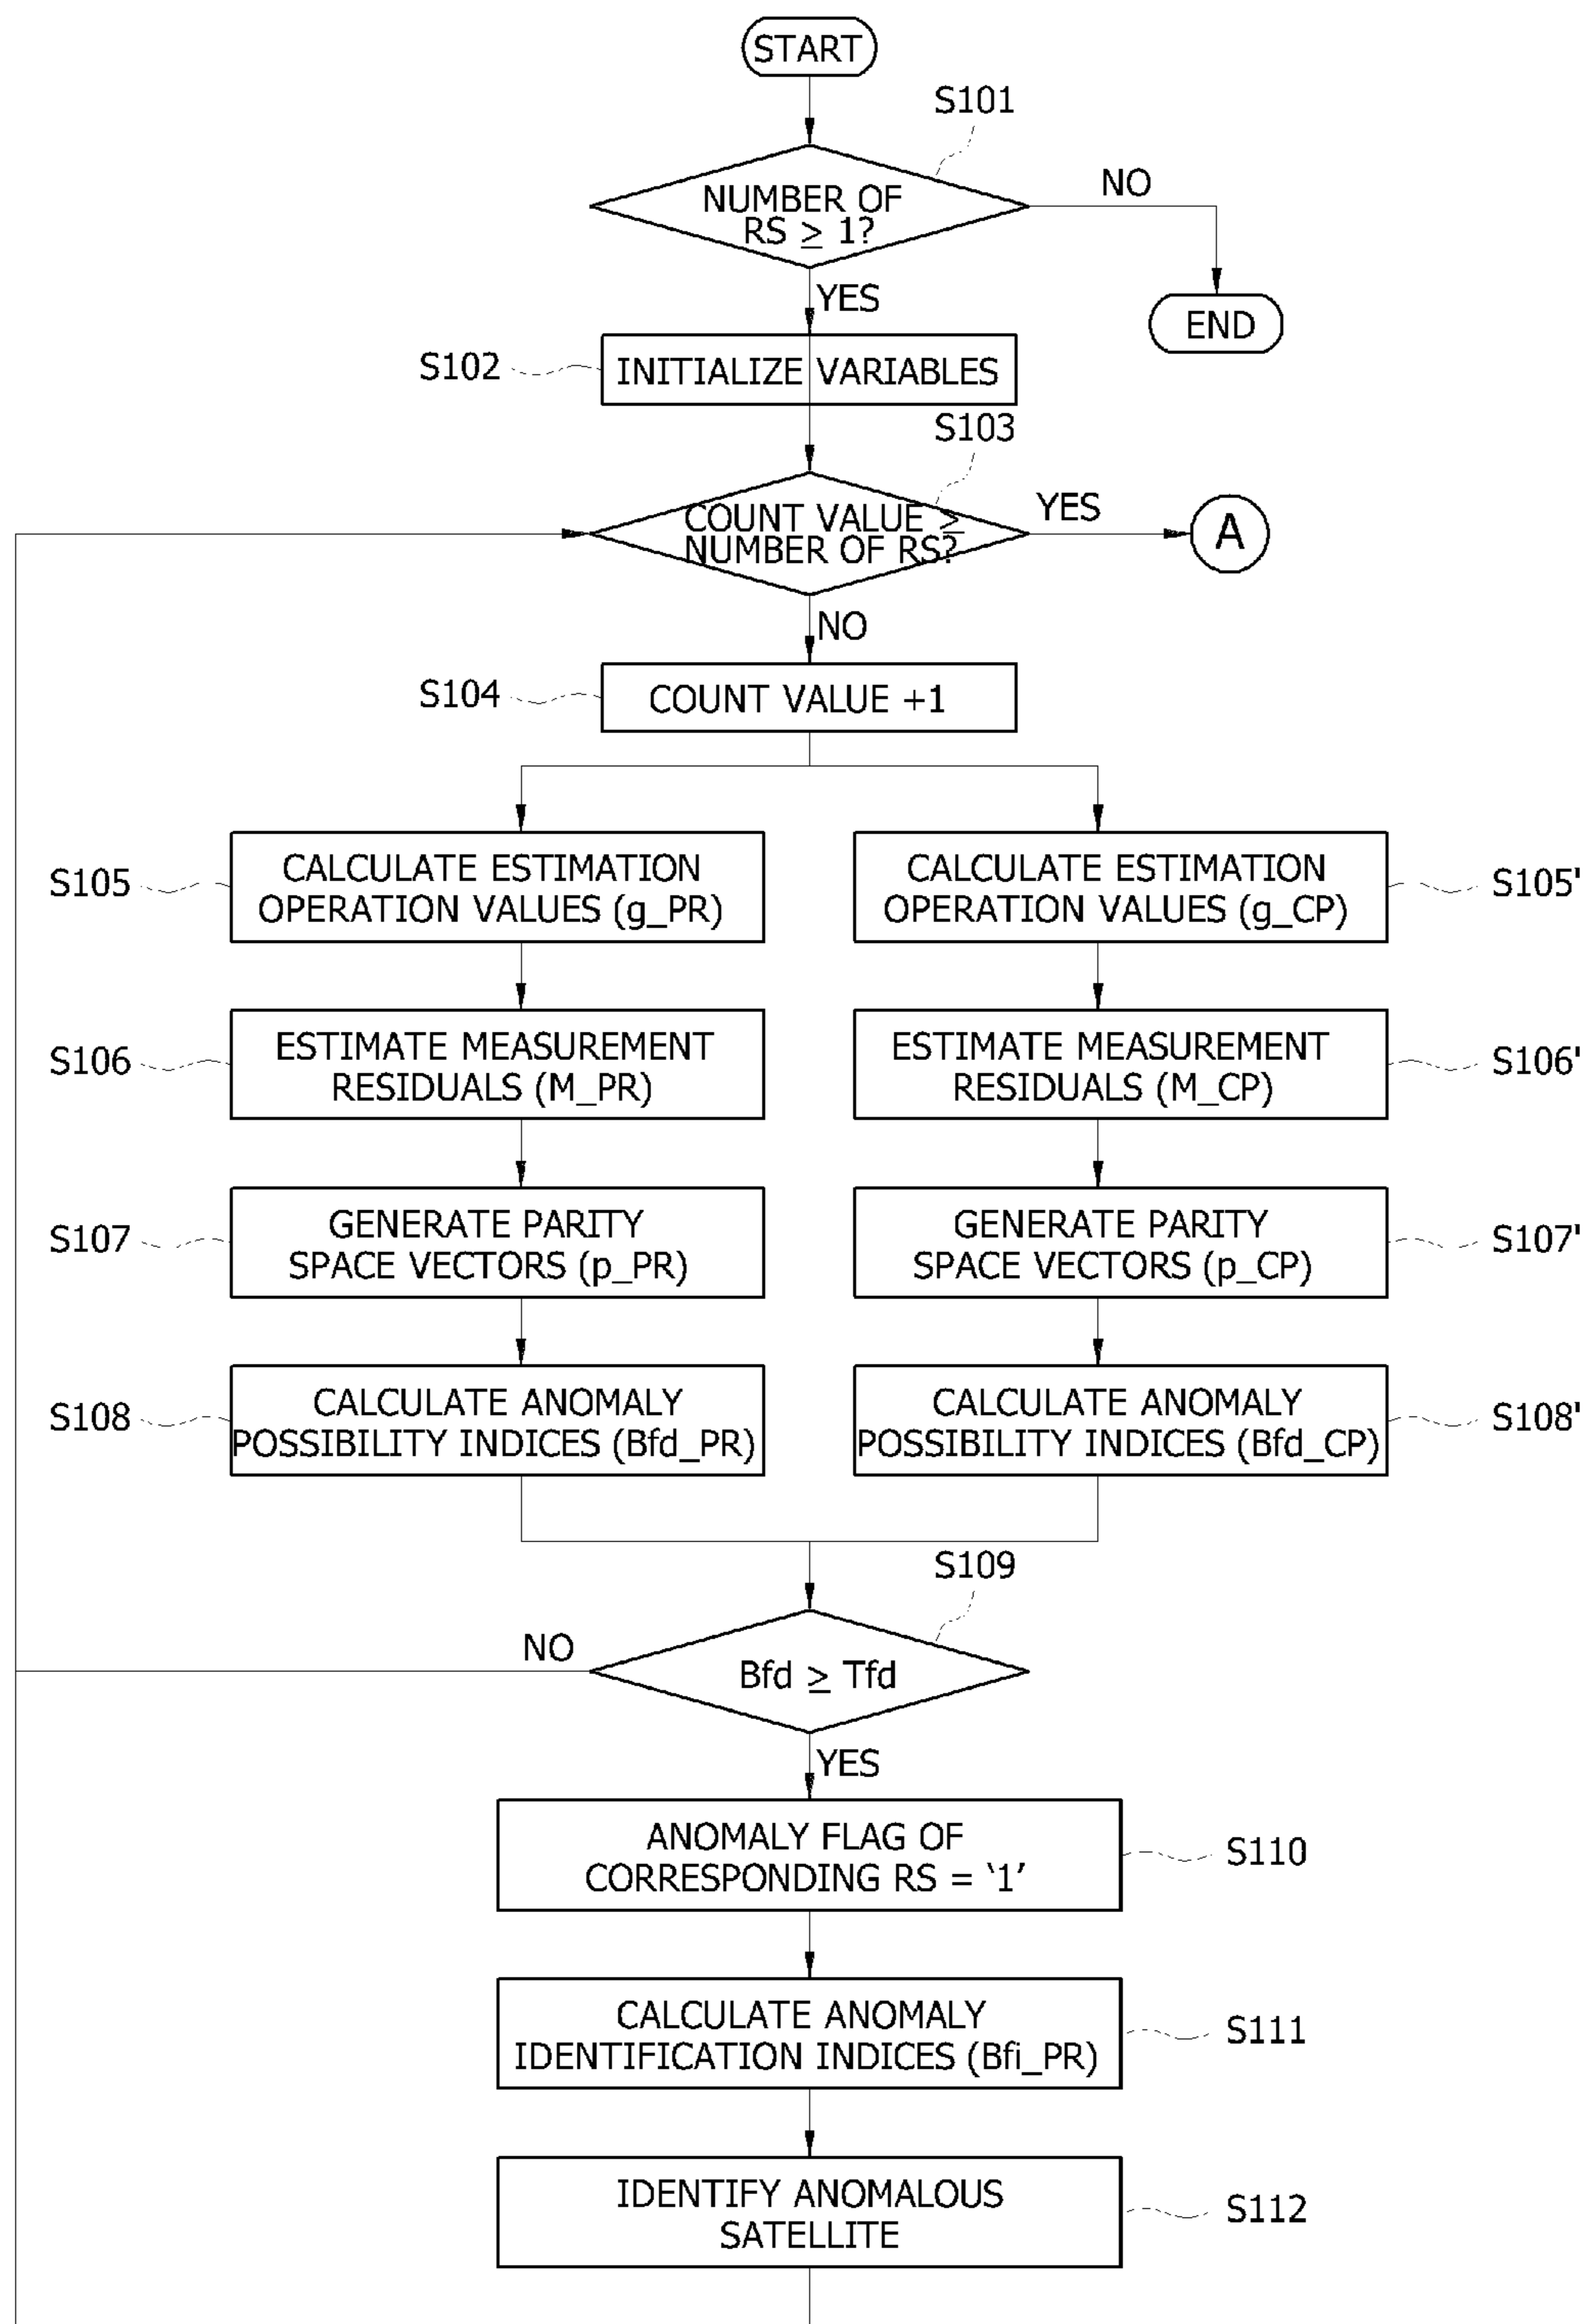 START
S101
NUMBER OF
RS ≥ 1?
NO
YES
END
S102
INITIALIZE VARIABLES
S103
COUNT VALUE ≥
NUMBER OF RS?
YES
A
NO
S104
COUNT VALUE +1
S105
CALCULATE ESTIMATION
OPERATION VALUES (g_PR)
CALCULATE ESTIMATION
OPERATION VALUES (g_CP)
S105'
S106
ESTIMATE MEASUREMENT
RESIDUALS (M_PR)
ESTIMATE MEASUREMENT
RESIDUALS (M_CP)
S106'
S107
GENERATE PARITY
SPACE VECTORS (p_PR)
GENERATE PARITY
SPACE VECTORS (p_CP)
S107'
S108
CALCULATE ANOMALY
POSSIBILITY INDICES (Bfd_PR)
CALCULATE ANOMALY
POSSIBILITY INDICES (Bfd_CP)
S108'
S109
NO
Bfd ≥ Tfd
YES
ANOMALY FLAG OF
CORRESPONDING RS = ‘1’
S110
CALCULATE ANOMALY
IDENTIFICATION INDICES (Bfi_PR)
S111
IDENTIFY ANOMALOUS
SATELLITE
S112